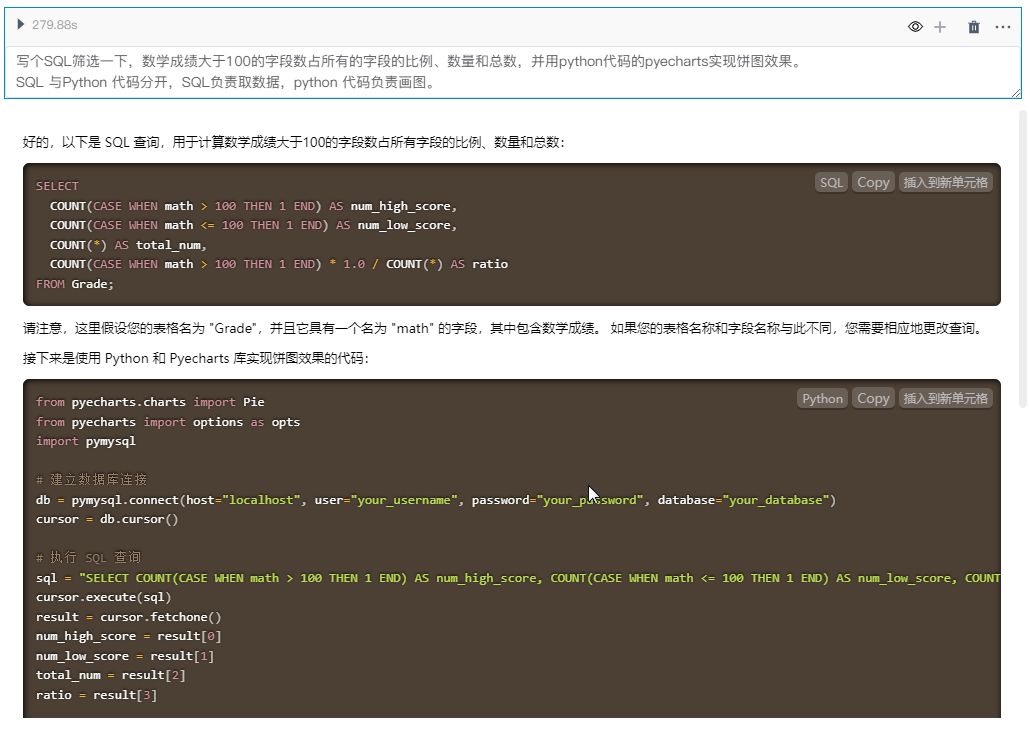 279.88s
写个SQL筛选一下，数学成绩大于100的字段数占所有的字段的比例、数量和总数，并用python代码的pyecharts实现饼图效果。
SQL 与Python 代码分开，SQL负责取数据，python 代码负责画图。
好的，以下是 SQL 查询，用于计算数学成绩大于100的字段数占所有字段的比例、数量和总数：
SQL Copy 插入到新单元格
SELECT
  COUNT(CASE WHEN math > 100 THEN 1 END) AS num_high_score,
  COUNT(CASE WHEN math <= 100 THEN 1 END) AS num_low_score,
  COUNT(*) AS total_num,
  COUNT(CASE WHEN math > 100 THEN 1 END) * 1.0 / COUNT(*) AS ratio
FROM Grade;
请注意，这里假设您的表格名为 "Grade"，并且它具有一个名为 "math" 的字段，其中包含数学成绩。 如果您的表格名称和字段名称与此不同，您需要相应地更改查询。
接下来是使用 Python 和 Pyecharts 库实现饼图效果的代码：
Python Copy 插入到新单元格
from pyecharts.charts import Pie
from pyecharts import options as opts
import pymysql
# 建立数据库连接
db = pymysql.connect(host="localhost", user="your_username", password="your_password", database="your_database")
cursor = db.cursor()
# 执行 SQL 查询
sql = "SELECT COUNT(CASE WHEN math > 100 THEN 1 END) AS num_high_score, COUNT(CASE WHEN math <= 100 THEN 1 END) AS num_low_score, COUNT
cursor.execute(sql)
result = cursor.fetchone()
num_high_score = result[0]
num_low_score = result[1]
total_num = result[2]
ratio = result[3]